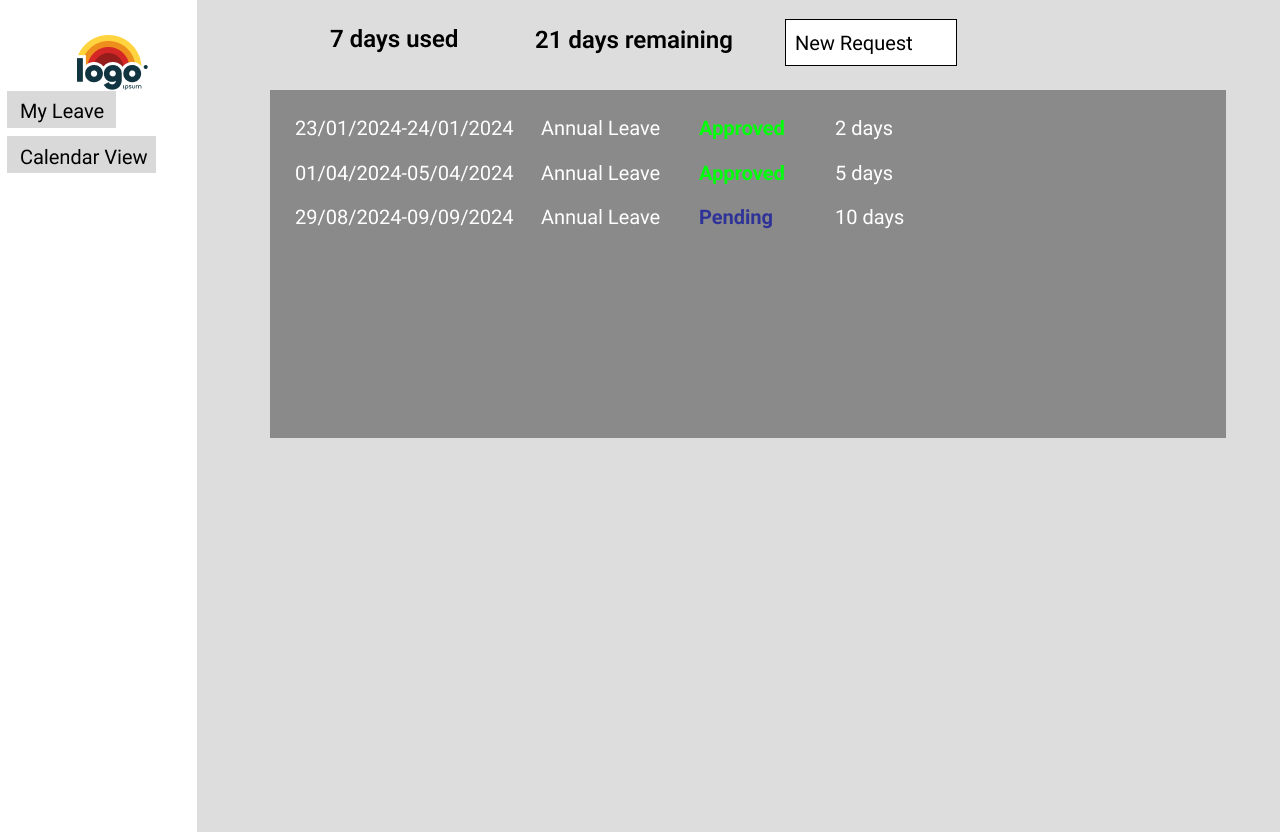 logo
ipsum
My Leave
Calendar View
7 days used 21 days remaining New Request
23/01/2024-24/01/2024 Annual Leave Approved 2 days
01/04/2024-05/04/2024 Annual Leave Approved 5 days
29/08/2024-09/09/2024 Annual Leave Pending 10 days